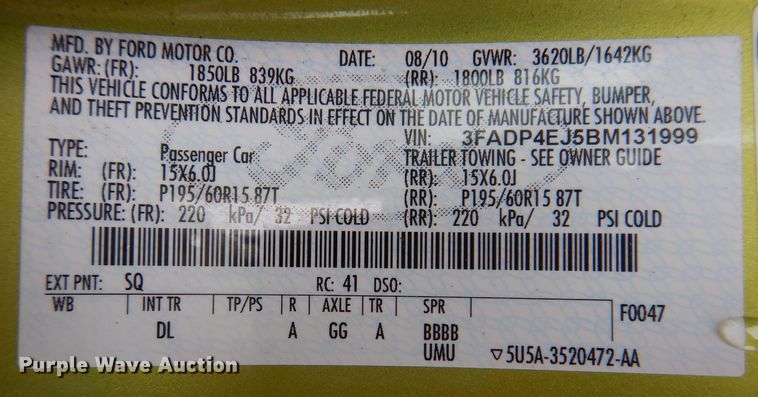 MFD. BY FORD MOTOR CO. DATE: 08/10 GVWR: 3620LB/1642KG
GAWR: (FR): 1850LB 839KG (RR): 1800LB 816KG
THIS VEHICLE CONFORMS TO ALL APPLICABLE FEDERAL MOTOR VEHICLE SAFETY, BUMPER,
AND THEFT PREVENTION STANDARDS IN EFFECT ON THE DATE OF MANUFACTURE SHOWN ABOVE.
VIN: 3FADP4EJ5BM131999
TYPE: Passenger Car TRAILER TOWING - SEE OWNER GUIDE
RIM: (FR): 15X6.0J (RR): 15X6.0J
TIRE: (FR): P195/60R15 87T (RR): P195/60R15 87T
PRESSURE: (FR): 220 kPa/ 32 PSI COLD (RR): 220 kPa/ 32 PSI COLD
EXT PNT: SQ RC: 41 DSO:
WB INT TR TP/PS R AXLE TR SPR F0047
DL A GG A BBBB
UMU ▽5U5A-3520472-AA
Ford
Purple Wave Auction